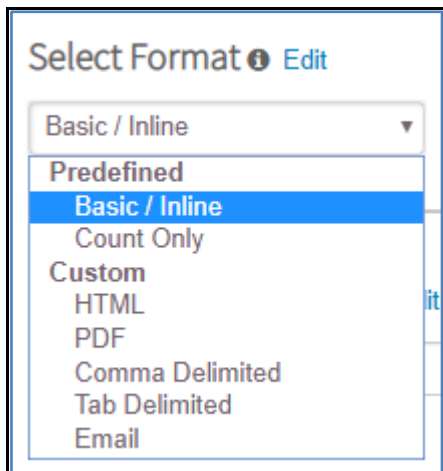 Select Format Edit
Basic / Inline
Predefined
Basic / Inline
Count Only
Custom
HTML
PDF
Comma Delimited
Tab Delimited
Email